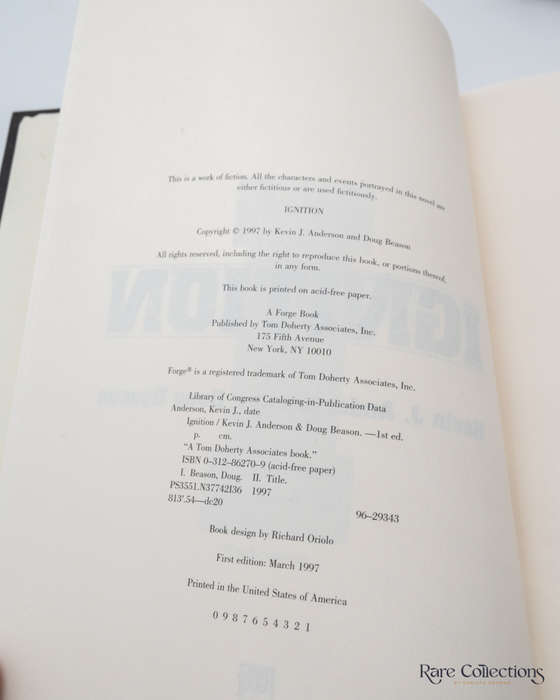 This is a work of fiction. All the characters and events portrayed in this novel are
either fictitious or are used fictitiously.
IGNITION
Copyright © 1997 by Kevin J. Anderson and Doug Beason
All rights reserved, including the right to reproduce this book, or portions thereof,
in any form.
This book is printed on acid-free paper.
A Forge Book
Published by Tom Doherty Associates, Inc.
175 Fifth Avenue
New York, NY 10010
Forge® is a registered trademark of Tom Doherty Associates, Inc.
Library of Congress Cataloging-in-Publication Data
Anderson, Kevin J., date
Ignition / Kevin J. Anderson & Doug Beason. —1st ed.
p. cm.
"A Tom Doherty Associates book."
ISBN 0-312-86270-9 (acid-free paper)
I. Beason, Doug. II. Title.
PS3551.N37742I36 1997
813'.54—dc20
96–29343
Book design by Richard Oriolo
First edition: March 1997
Printed in the United States of America
0 9 8 7 6 5 4 3 2 1
Rare Collections